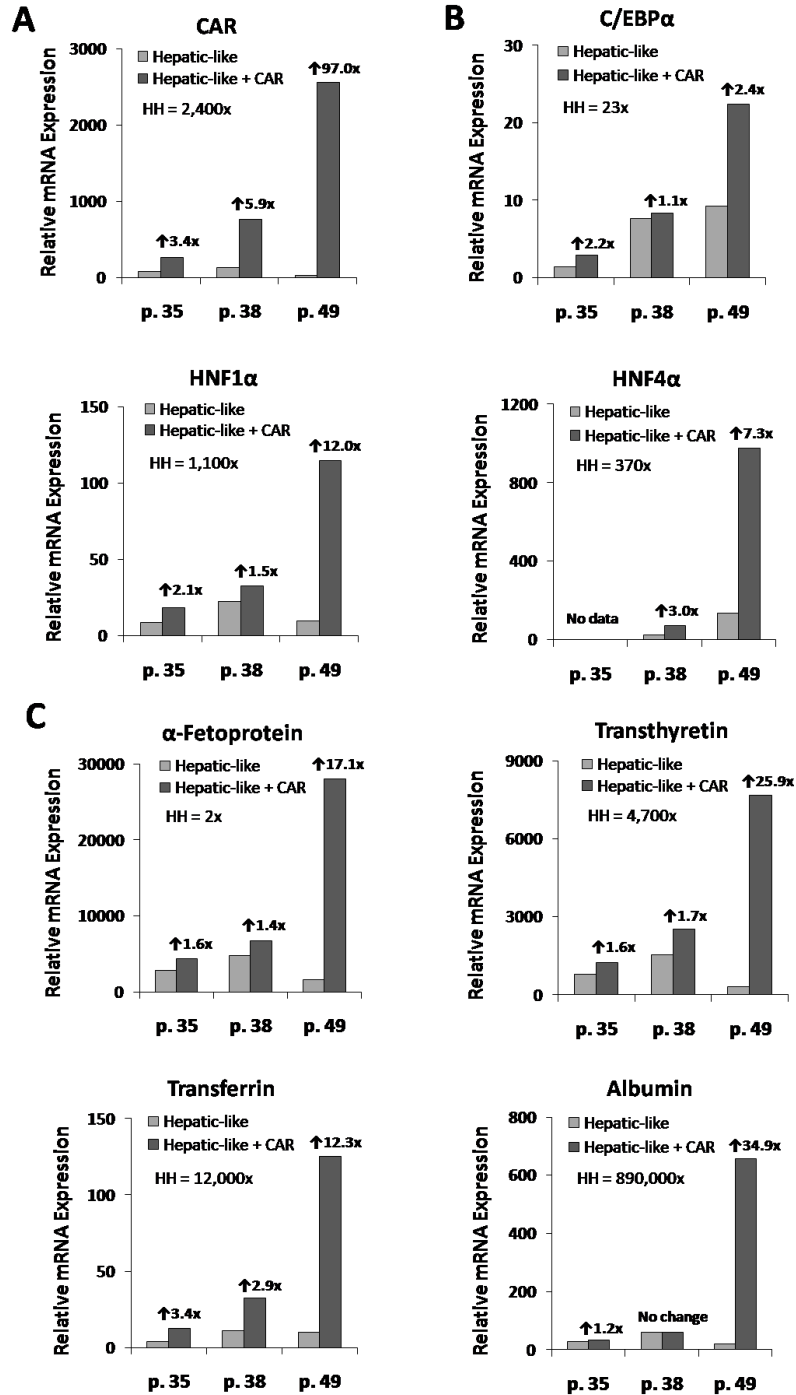 A
CAR
Relative mRNA Expression
3000
2000
1000
0
Hepatic-like
Hepatic-like + CAR
HH = 2,400x
↑3.4x
↑5.9x
↑97.0x
p. 35 p. 38 p. 49
B
C/EBPα
Relative mRNA Expression
30
20
10
0
Hepatic-like
Hepatic-like + CAR
HH = 23x
↑2.2x
↑1.1x
↑2.4x
p. 35 p. 38 p. 49
HNF1α
Relative mRNA Expression
150
100
50
0
Hepatic-like
Hepatic-like + CAR
HH = 1,100x
↑2.1x
↑1.5x
↑12.0x
p. 35 p. 38 p. 49
HNF4α
Relative mRNA Expression
1200
800
400
0
Hepatic-like
Hepatic-like + CAR
HH = 370x
No data
↑3.0x
↑7.3x
p. 35 p. 38 p. 49
C
α-Fetoprotein
Relative mRNA Expression
30000
20000
10000
0
Hepatic-like
Hepatic-like + CAR
HH = 2x
↑1.6x
↑1.4x
↑17.1x
p. 35 p. 38 p. 49
Transthyretin
Relative mRNA Expression
9000
6000
3000
0
Hepatic-like
Hepatic-like + CAR
HH = 4,700x
↑1.6x
↑1.7x
↑25.9x
p. 35 p. 38 p. 49
Transferrin
Relative mRNA Expression
150
100
50
0
Hepatic-like
Hepatic-like + CAR
HH = 12,000x
↑3.4x
↑2.9x
↑12.3x
p. 35 p. 38 p. 49
Albumin
Relative mRNA Expression
800
600
400
200
0
Hepatic-like
Hepatic-like + CAR
HH = 890,000x
↑1.2x
No change
↑34.9x
p. 35 p. 38 p. 49